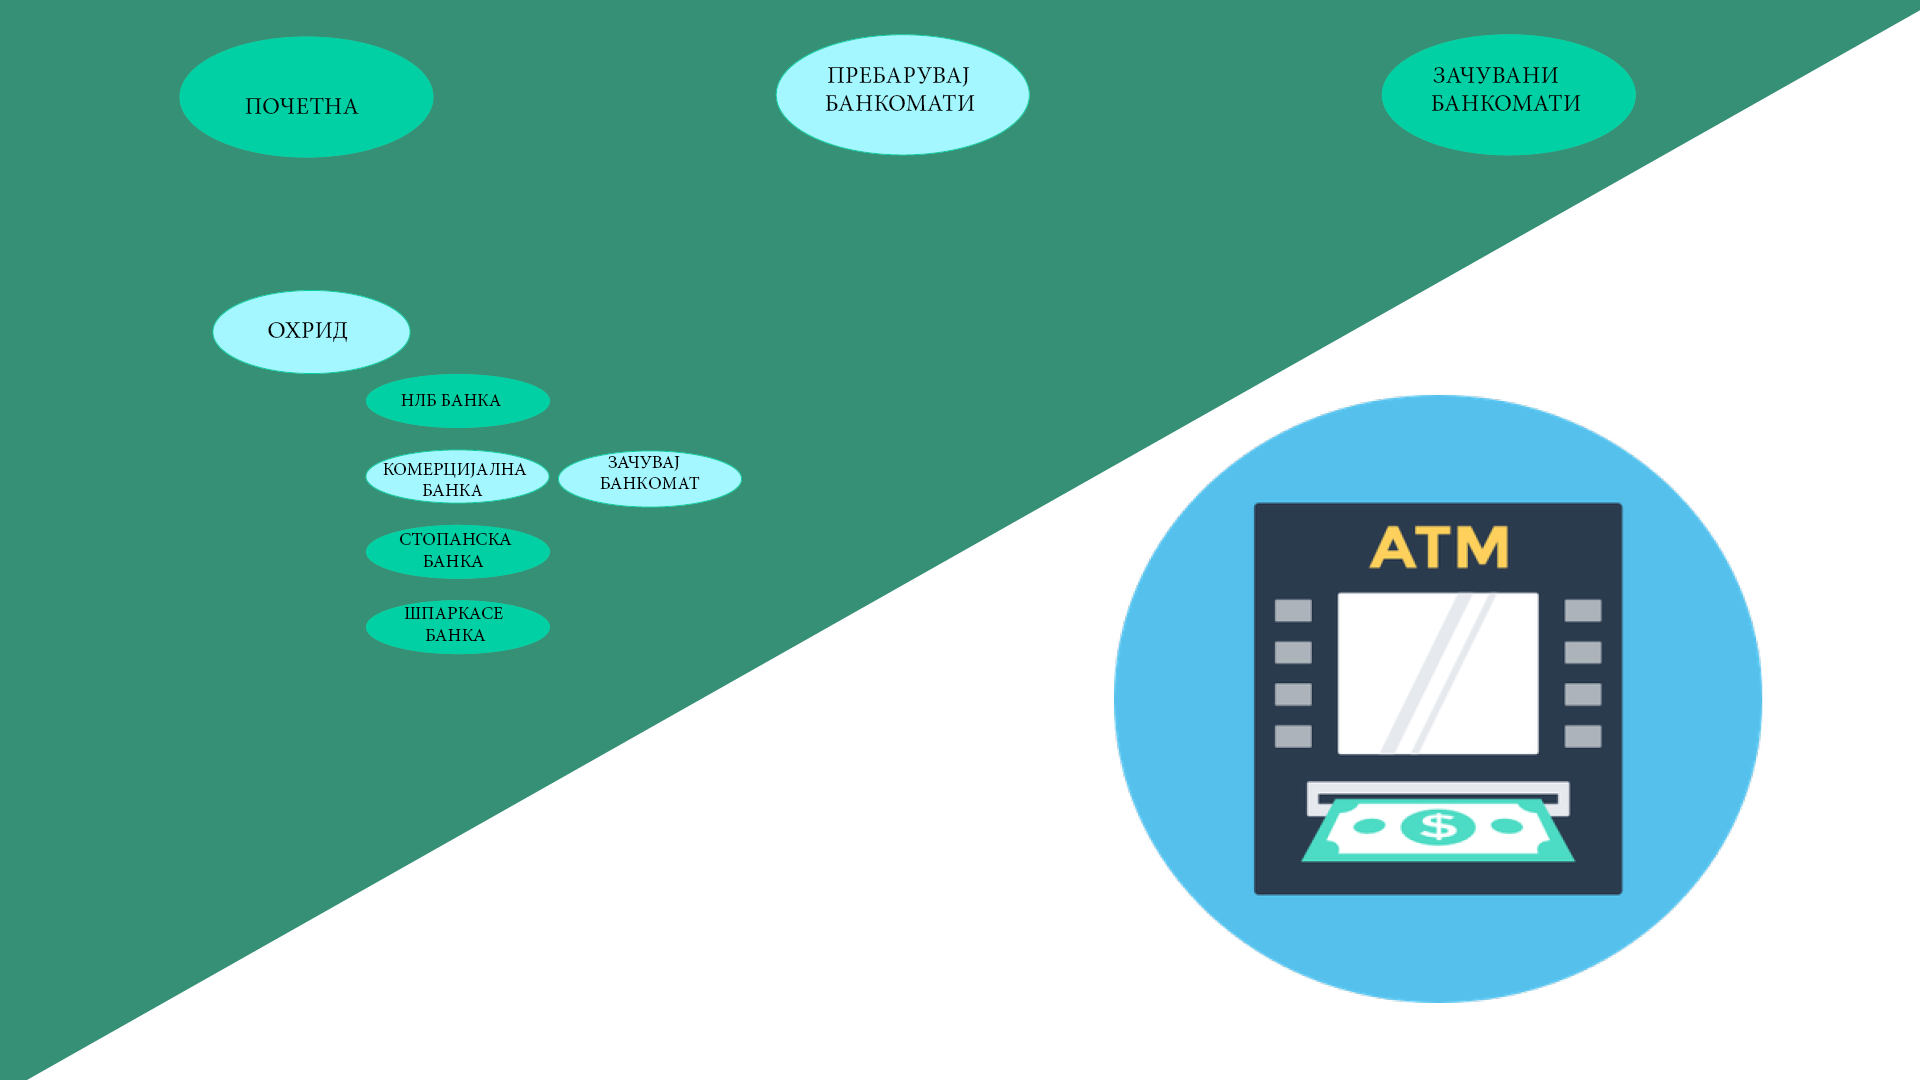 ПОЧЕТНА
ПРЕБАРУВАЈ
БАНКОМАТИ
ЗАЧУВАНИ
БАНКОМАТИ
ОХРИД
НЛБ БАНКА
КОМЕРЦИЈАЛНА
БАНКА
ЗАЧУВАЈ
БАНКОМАТ
СТОПАНСКА
БАНКА
ШПАРКАСЕ
БАНКА
ATM
$